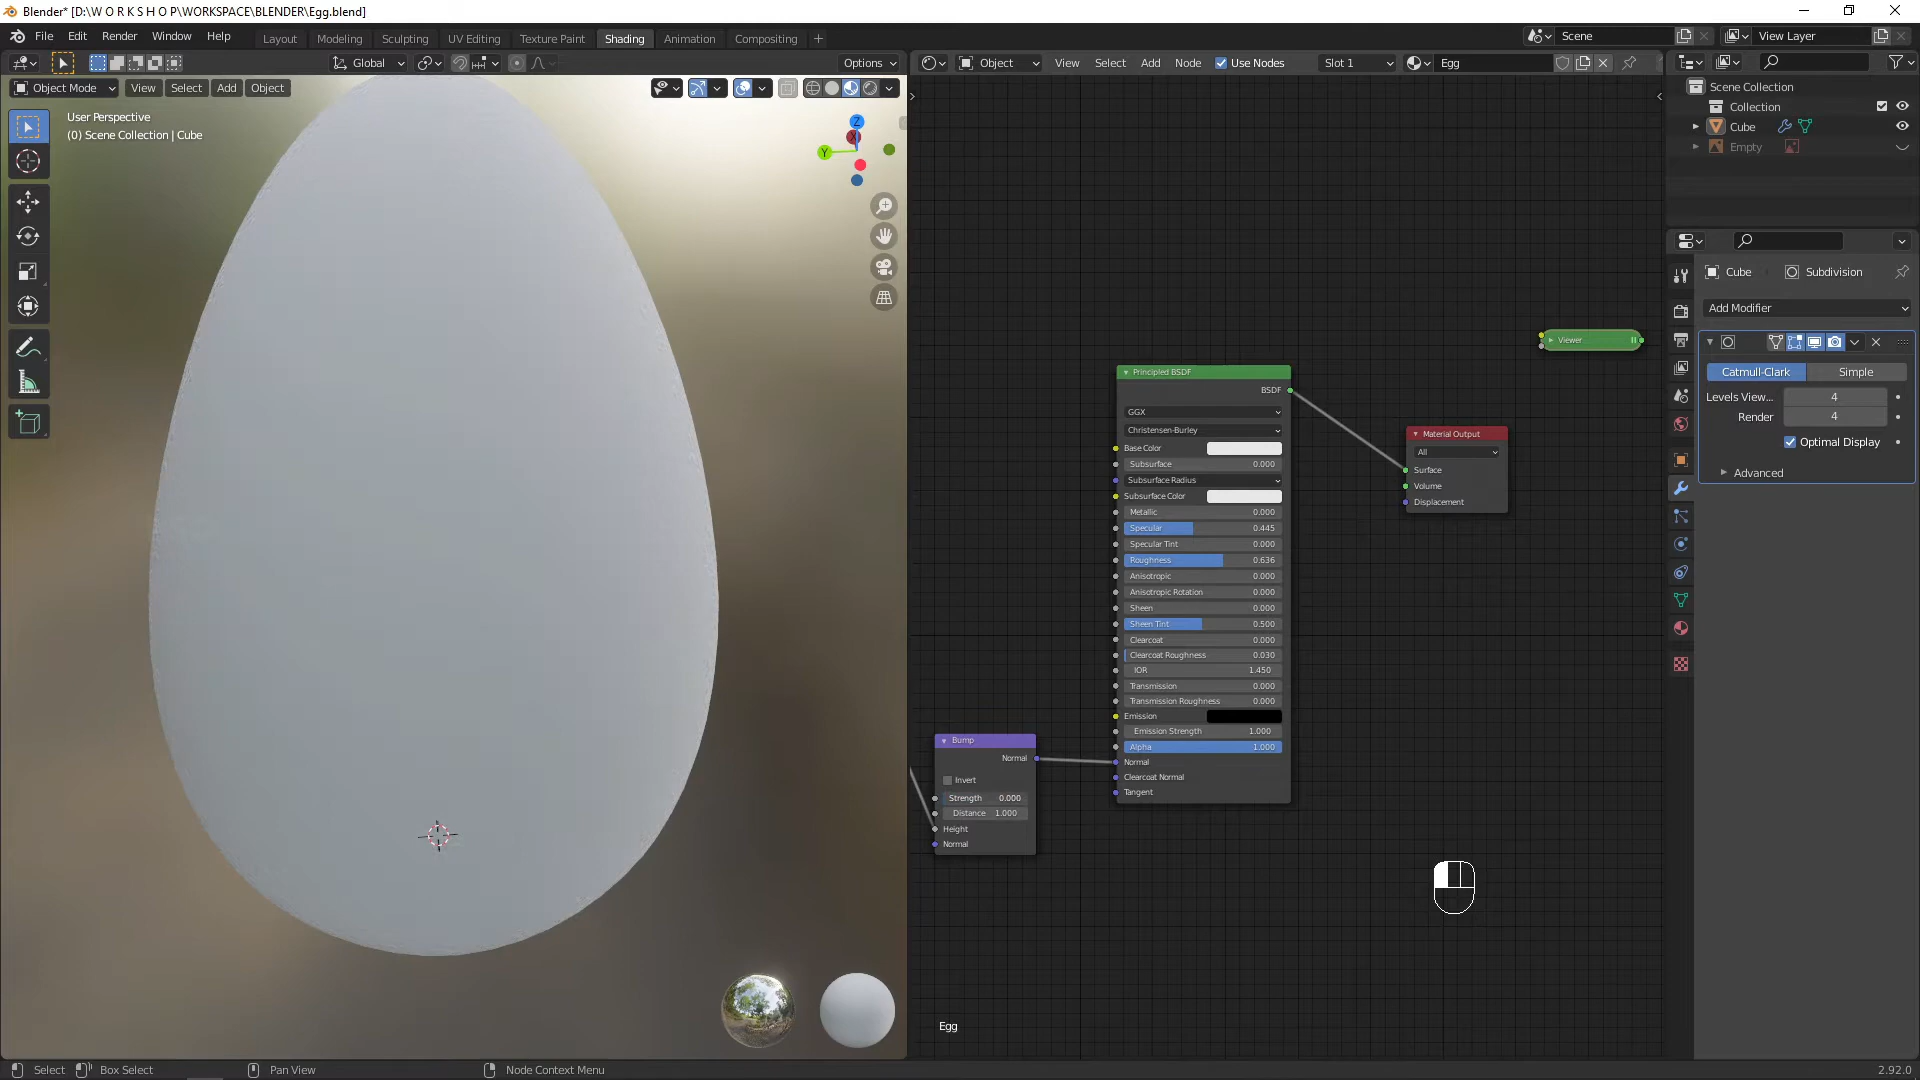 Blender* [D:\W O R K S H O P\WORKSPACE\BLENDER\Egg.blend]
File Edit Render Window Help Layout Modeling Sculpting UV Editing Texture Paint Shading Animation Compositing + Scene View Layer
Global Options Object View Select Add Node Use Nodes Slot 1 Egg
Object Mode View Select Add Object
User Perspective
(0) Scene Collection | Cube
Z
X
Y
Scene Collection
Collection
Cube
Empty
Cube Subdivision
Add Modifier
Catmull-Clark Simple
Levels View... 4
Render 4
Optimal Display
Advanced
Viewer
Principled BSDF
BSDF
GGX
Christensen-Burley
Base Color
Subsurface 0.000
Subsurface Radius
Subsurface Color
Metallic 0.000
Specular 0.445
Specular Tint 0.000
Roughness 0.636
Anisotropic 0.000
Anisotropic Rotation 0.000
Sheen 0.000
Sheen Tint 0.500
Clearcoat 0.000
Clearcoat Roughness 0.030
IOR 1.450
Transmission 0.000
Transmission Roughness 0.000
Emission
Emission Strength 1.000
Alpha 1.000
Normal
Clearcoat Normal
Tangent
Material Output
All
Surface
Volume
Displacement
Bump
Normal
Invert
Strength 0.000
Distance 1.000
Height
Normal
Egg
Select Box Select Pan View Node Context Menu 2.92.0